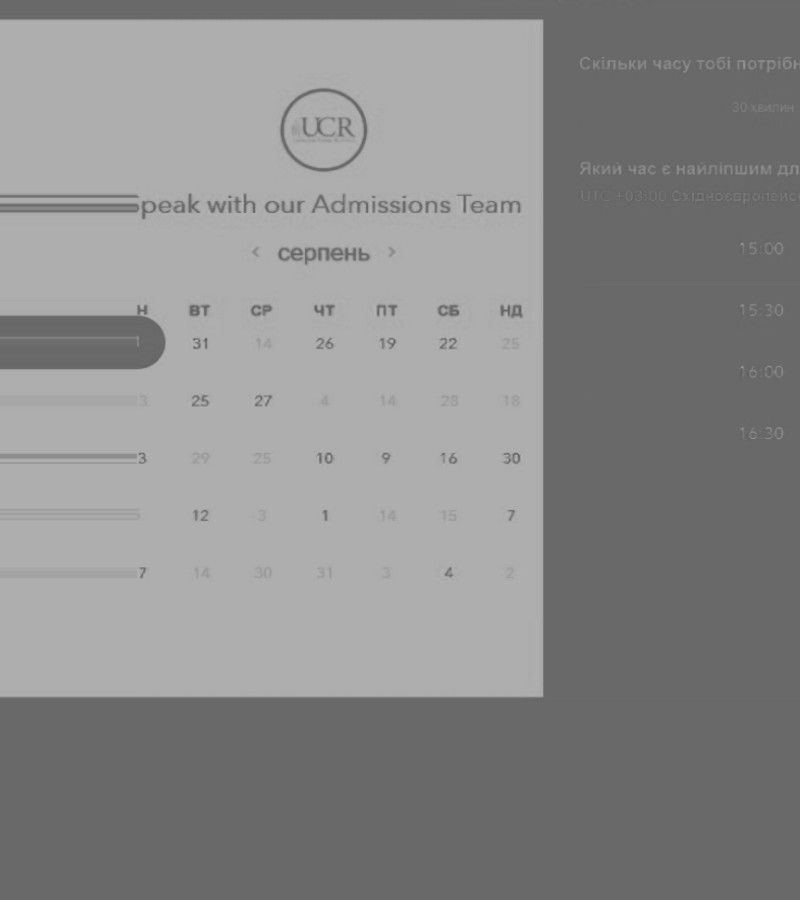 UCR
peak with our Admissions Team
< серпень >
Н ВТ СР ЧТ ПТ СБ НД
31 14 26 19 22 25
3 25 27 4 14 28 18
3 29 25 10 9 16 30
12 3 1 14 15 7
7 14 30 31 3 4 2
Скільки часу тобі потрібн
30 хвилин
Який час є найліпшим дл
UTC +03:00 Східноєвропейс
15:00
15:30
16:00
16:30